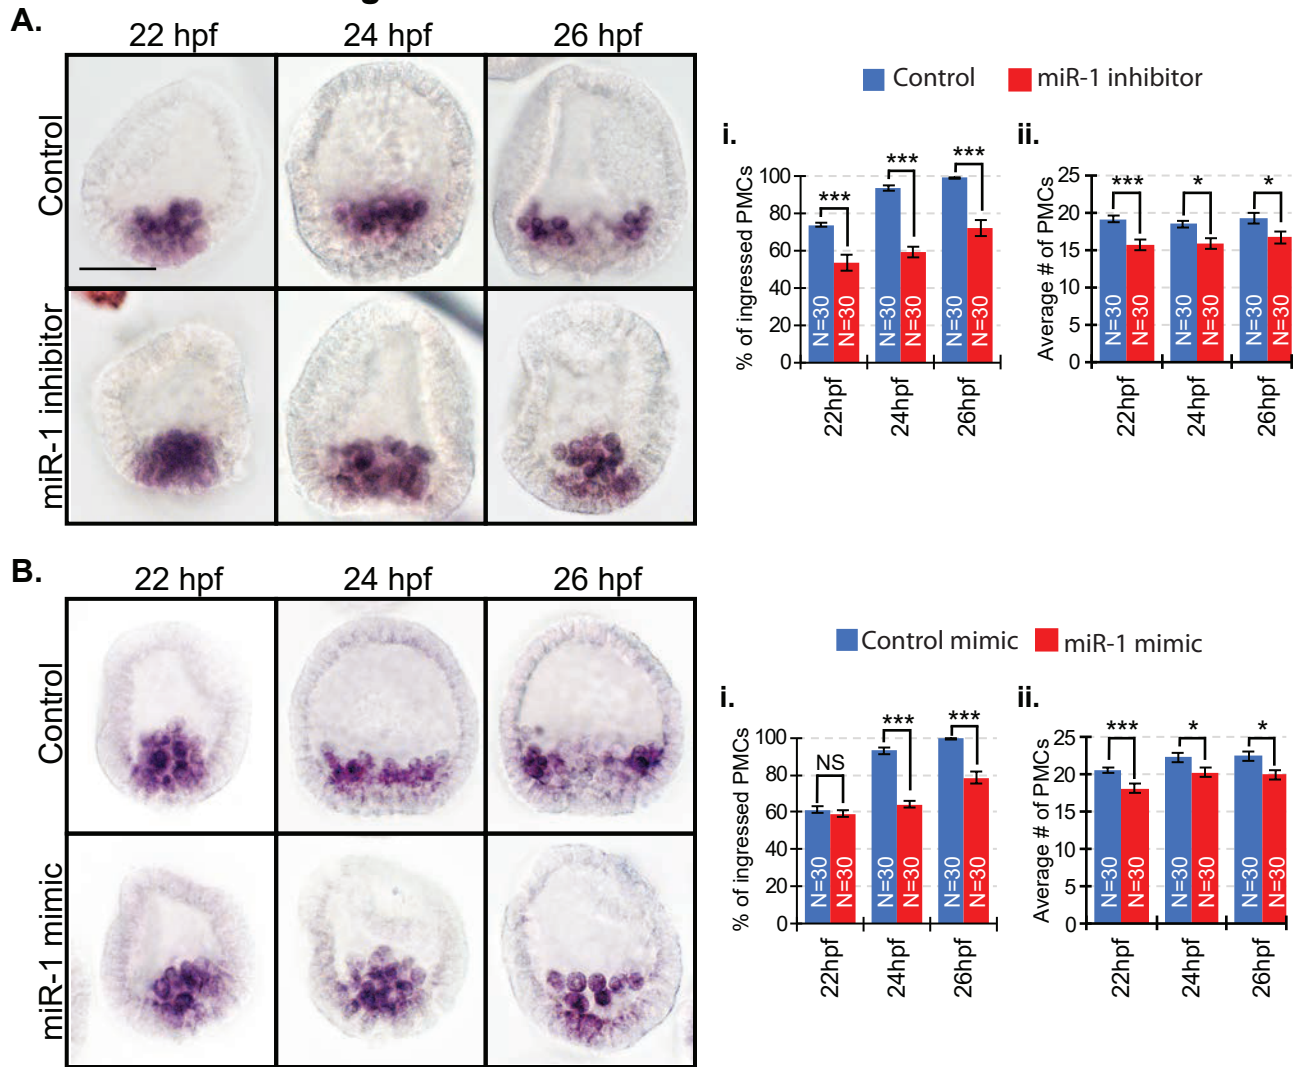 A.
22 hpf 24 hpf 26 hpf
Control
miR-1 inhibitor
Control miR-1 inhibitor
i.
% of ingressed PMCs
100
80
60
40
20
0
*** *** ***
N=30 N=30 N=30 N=30 N=30 N=30
22hpf 24hpf 26hpf
ii.
Average # of PMCs
25
20
15
10
5
0
*** * *
N=30 N=30 N=30 N=30 N=30 N=30
22hpf 24hpf 26hpf
B.
22 hpf 24 hpf 26 hpf
Control
miR-1 mimic
Control mimic miR-1 mimic
i.
% of ingressed PMCs
100
80
60
40
20
0
NS *** ***
N=30 N=30 N=30 N=30 N=30 N=30
22hpf 24hpf 26hpf
ii.
Average # of PMCs
25
20
15
10
5
0
*** * *
N=30 N=30 N=30 N=30 N=30 N=30
22hpf 24hpf 26hpf